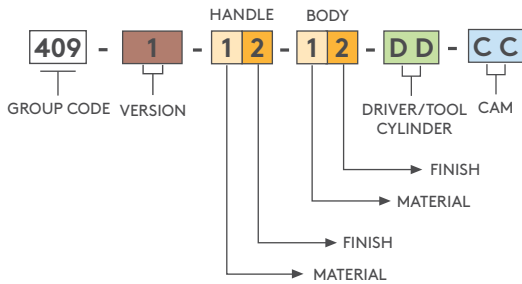 HANDLE BODY
409 - 1 - 1 2 - 1 2 - D D - C C
GROUP CODE VERSION DRIVER/TOOL CAM
CYLINDER
FINISH
MATERIAL
FINISH
MATERIAL